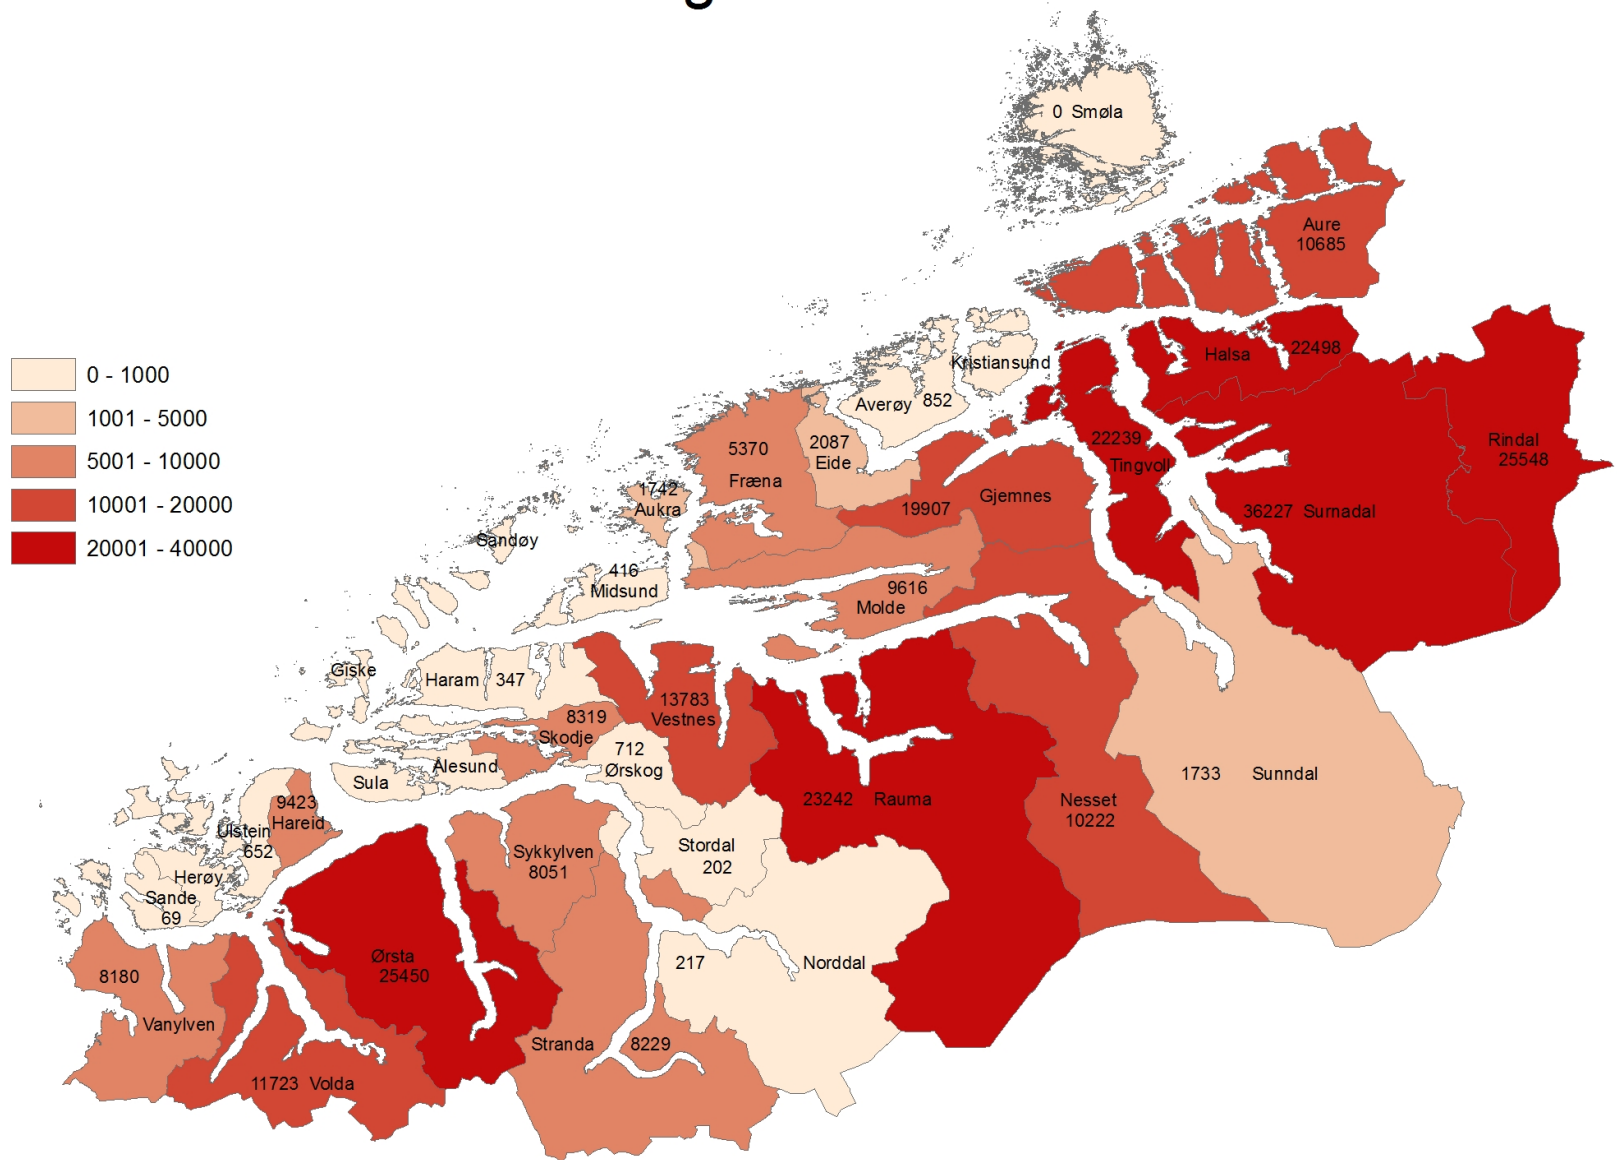 0 Smøla
Aure
10685
Kristiansund
Halsa
22498
0 - 1000
1001 - 5000
5001 - 10000
10001 - 20000
20001 - 40000
Averøy 852
5370
Fræna
2087
Eide
22239
Tingvoll
Rindal
25548
1742
Aukra
19907
Gjemnes
36227 Surnadal
Sandøy
416
Midsund
9616
Molde
Giske
Haram 347
13783
Vestnes
8319
Skodje
712
Ørskog
Ålesund
Sula
23242 Rauma
1733 Sunndal
Nesset
10222
9423
Hareid
Ulstein
652
Herøy
Sande
69
Sykkylven
8051
Stordal
202
Ørsta
25450
217
Norddal
8180
Vanylven
Stranda
8229
11723 Volda